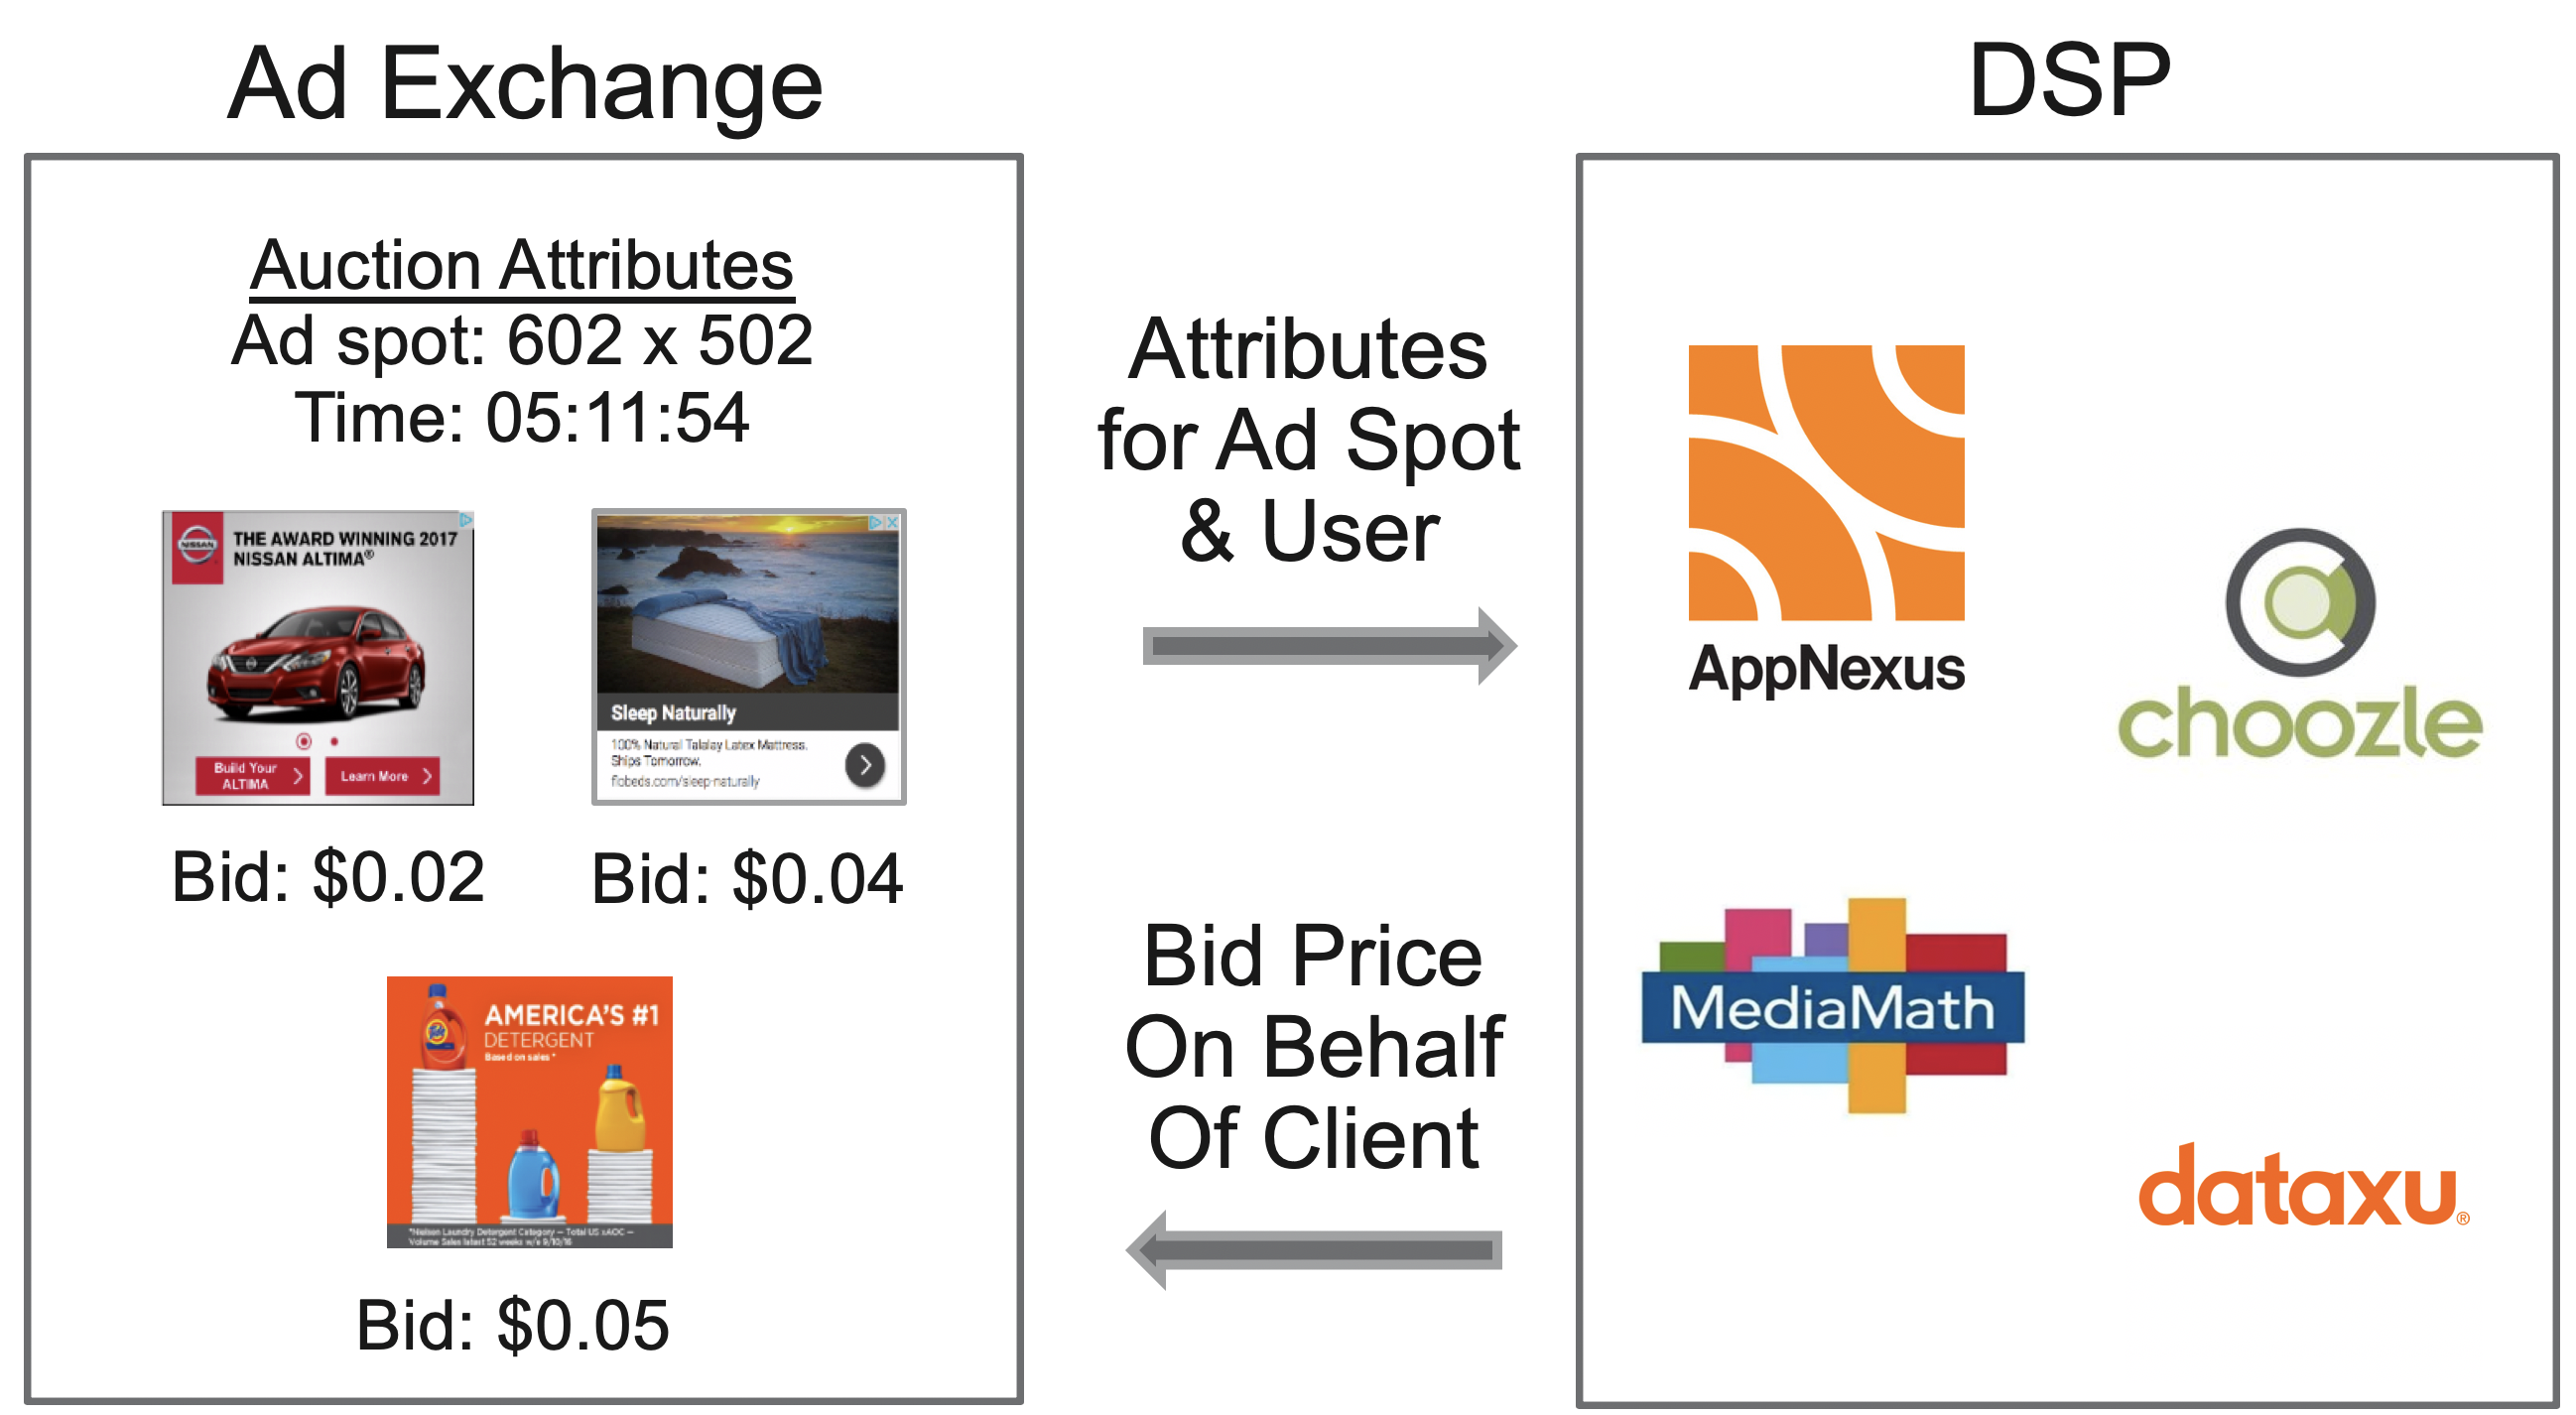 Ad Exchange
DSP
Auction Attributes
Ad spot: 602 x 502
Time: 05:11:54
NISSAN
THE AWARD WINNING 2017
NISSAN ALTIMA®
Build Your
ALTIMA
Learn More
Sleep Naturally
100% Natural Talalay Latex Mattress.
Ships Tomorrow.
flobeds.com/sleep-naturally
Bid: $0.02
Bid: $0.04
Tide
AMERICA'S #1
DETERGENT
Based on sales*
*Nielsen Laundry Detergent Category – Total US xAOC –
Volume Sales latest 52 weeks w/e 9/10/16
Bid: $0.05
Attributes
for Ad Spot
& User
Bid Price
On Behalf
Of Client
AppNexus
choozle
MediaMath
dataxu®